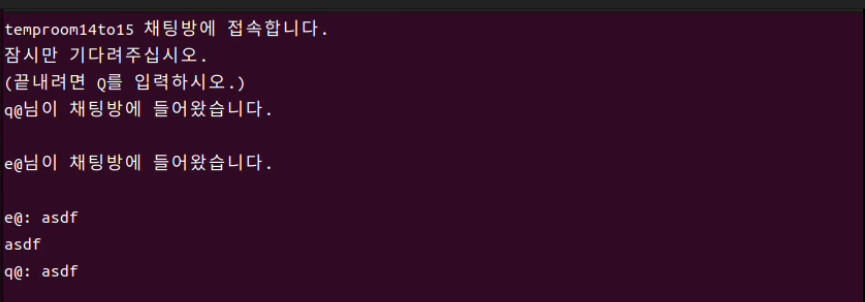 temproom14to15 채팅방에 접속합니다.
잠시만 기다려주십시오.
(끝내려면 Q를 입력하시오.)
q@님이 채팅방에 들어왔습니다.
e@님이 채팅방에 들어왔습니다.
e@: asdf
asdf
q@: asdf